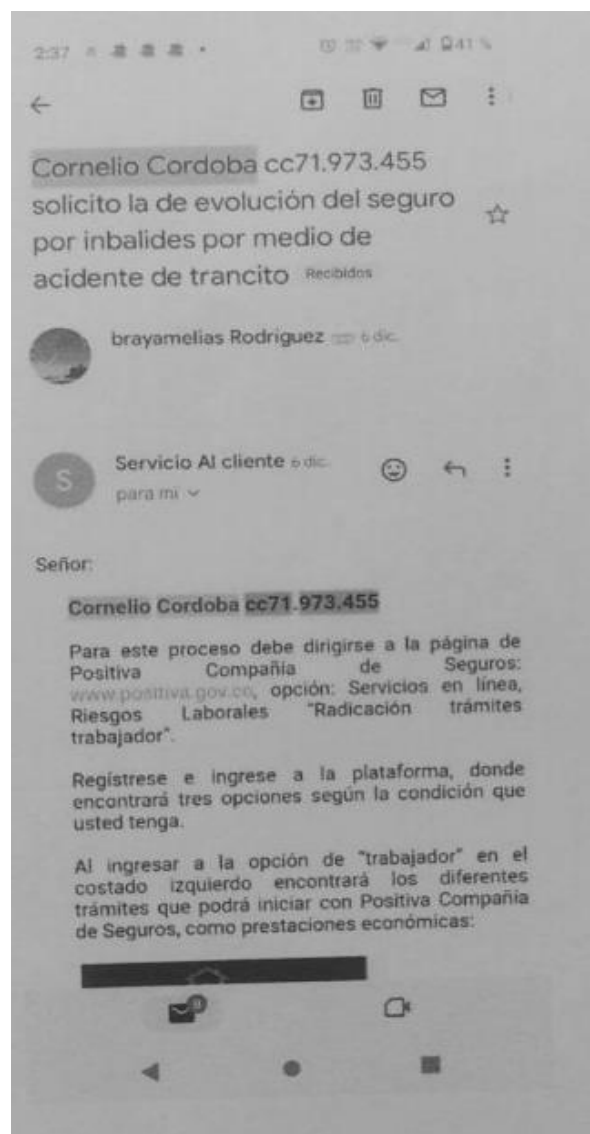 2:37
41 %
Cornelio Cordoba cc71.973.455
solicito la de evolución del seguro
por inbalides por medio de
acidente de trancito Recibidos
brayamelias Rodriguez 6 dic.
Servicio Al cliente 6 dic.
S
para mi
Señor:
Cornelio Cordoba cc71.973.455
Para este proceso debe dirigirse a la página de
Positiva Compañia de Seguros:
www.positiva.gov.co, opción: Servicios en línea,
Riesgos Laborales "Radicación trámites
trabajador".
Regístrese e ingrese a la plataforma, donde
encontrará tres opciones según la condición que
usted tenga.
Al ingresar a la opción de "trabajador" en el
costado izquierdo encontrará los diferentes
trámites que podrá iniciar con Positiva Compañía
de Seguros, como prestaciones económicas: